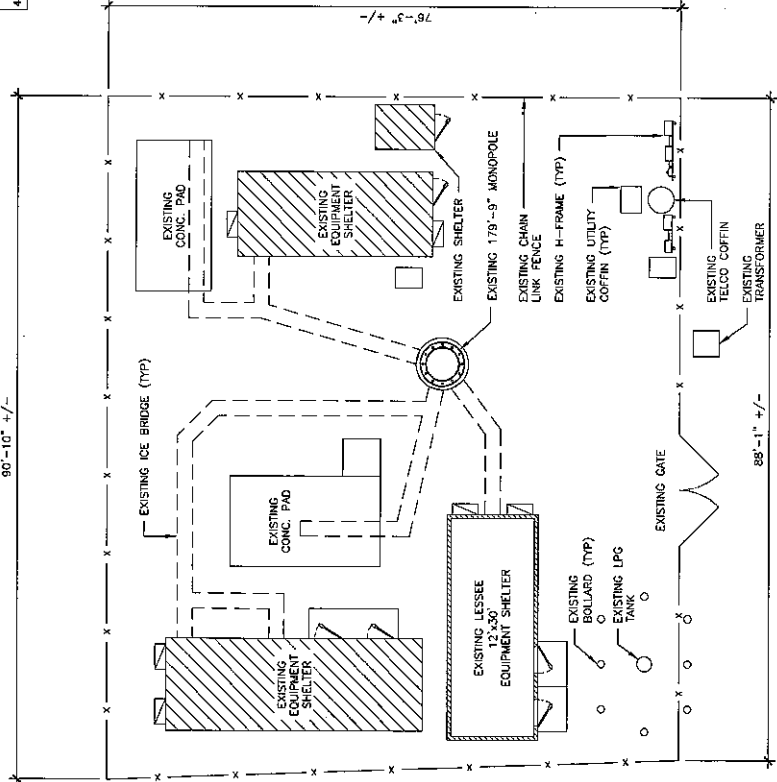 4
76'-3" +/-
90'-10" +/-
EXISTING
CONC. PAD
EXISTING
EQUIPMENT
SHELTER
EXISTING SHELTER
EXISTING 179'-9" MONOPOLE
EXISTING CHAIN
LINK FENCE
EXISTING H-FRAME (TYP)
EXISTING UTILITY
COFFIN (TYP)
EXISTING
TELCO COFFIN
EXISTING
TRANSFORMER
EXISTING ICE BRIDGE (TYP)
EXISTING
CONC. PAD
EXISTING
EQUIPMENT
SHELTER
EXISTING LESSEE
12'x30'
EQUIPMENT SHELTER
EXISTING
BOLLARD (TYP)
EXISTING LPG
TANK
EXISTING GATE
88'-1" +/-